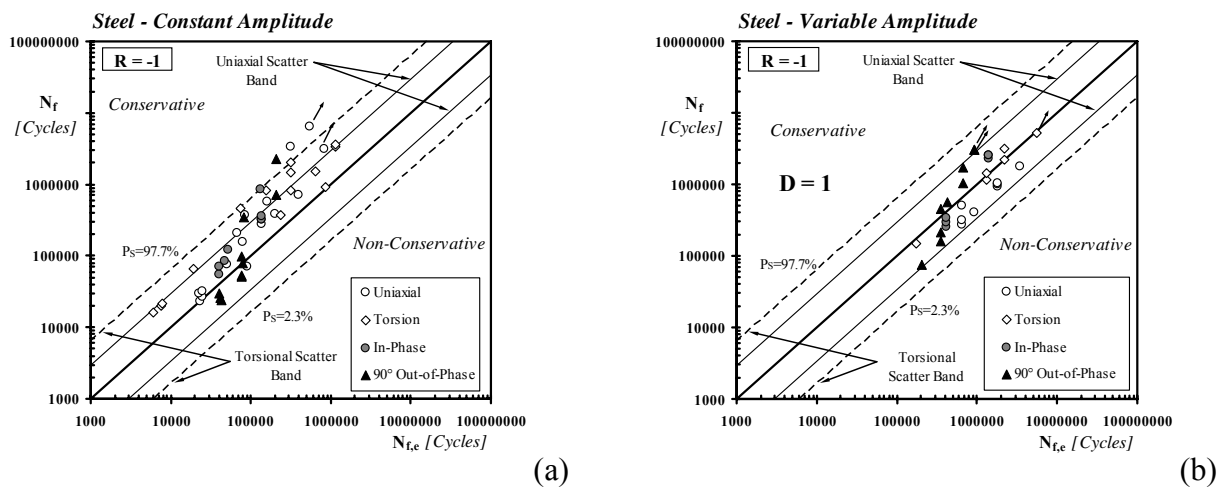 Steel - Constant Amplitude
100000000
10000000
1000000
100000
10000
1000
N_f
[Cycles]
R = -1
Uniaxial Scatter
Band
Conservative
Non-Conservative
P_S=97.7%
P_S=2.3%
Torsional Scatter
Band
Uniaxial
Torsion
In-Phase
90° Out-of-Phase
1000 10000 100000 1000000 10000000 100000000
N_f,e [Cycles]
(a)
Steel - Variable Amplitude
100000000
10000000
1000000
100000
10000
1000
N_f
[Cycles]
R = -1
Uniaxial Scatter
Band
Conservative
D = 1
Non-Conservative
P_S=97.7%
P_S=2.3%
Torsional
Scatter Band
Uniaxial
Torsion
In-Phase
90° Out-of-Phase
1000 10000 100000 1000000 10000000 100000000
N_f,e [Cycles]
(b)